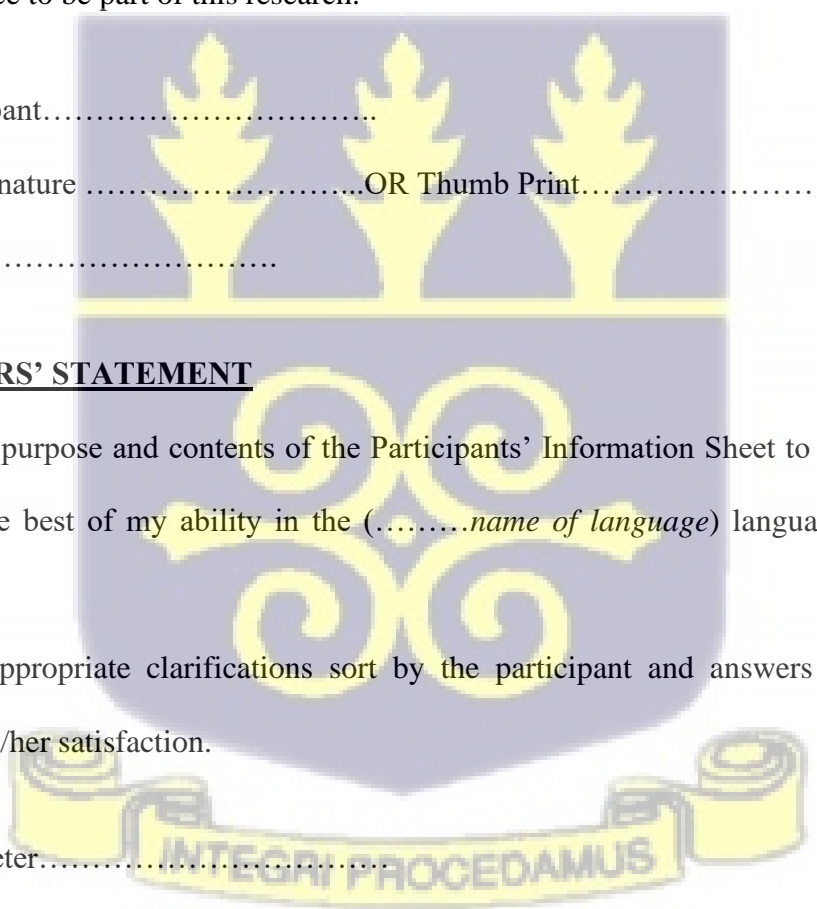 ce to be part of this research.
pant…………………………..
nature ……………………...OR Thumb Print…………………
…………………………….
RS’ STATEMENT
purpose and contents of the Participants’ Information Sheet to
e best of my ability in the (………name of language) langua
ppropriate clarifications sort by the participant and answers
/her satisfaction.
eter……………………………
INTEGRI PROCEDAMUS